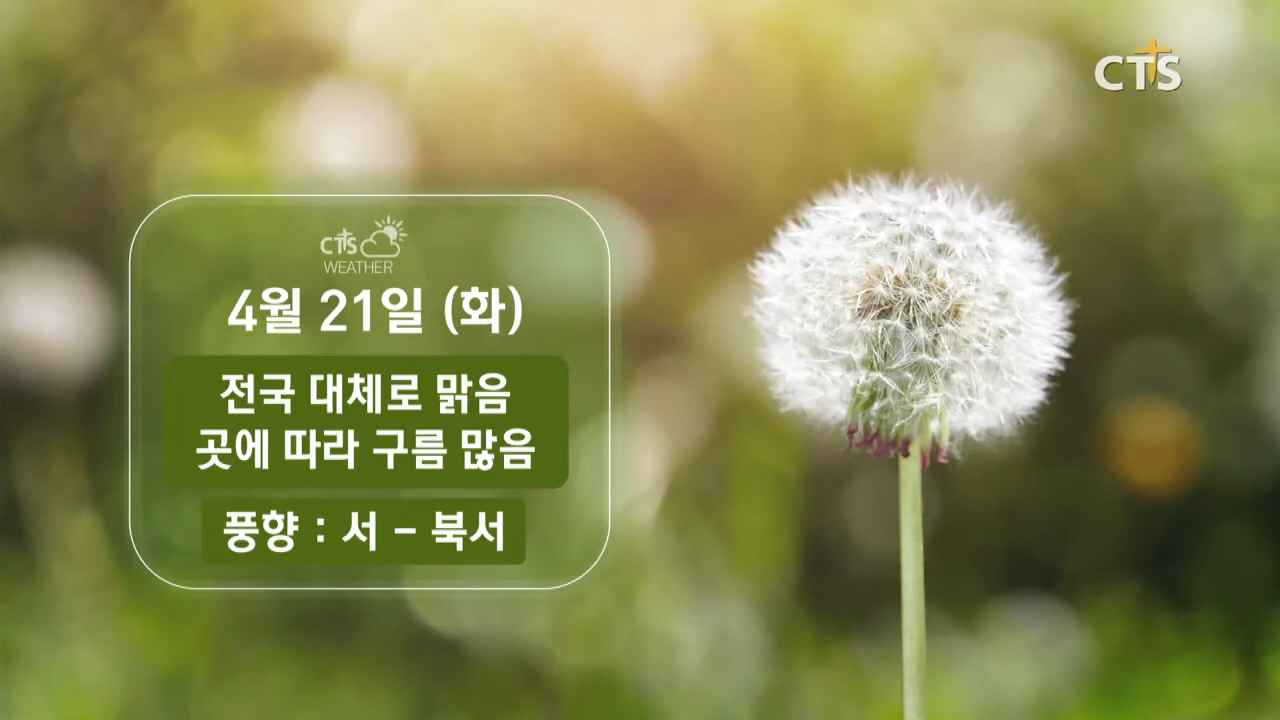 CTS
CTS
WEATHER
4월 21일 (화)
전국 대체로 맑음
곳에 따라 구름 많음
풍향 : 서 - 북서